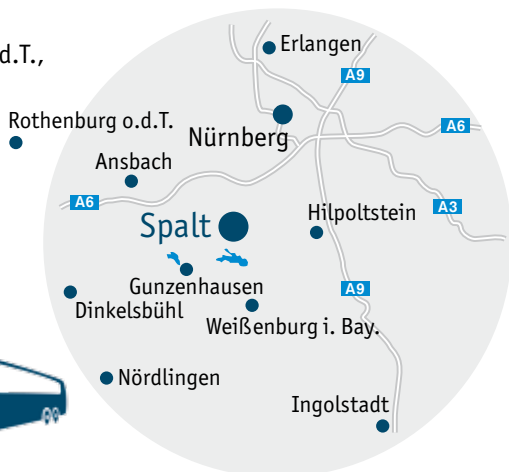 d.T.,
Erlangen
A9
Rothenburg o.d.T.
Nürnberg
A6
Ansbach
A6
Spalt
Hilpoltstein
A3
Gunzenhausen
A9
Dinkelsbühl
Weißenburg i. Bay.
Nördlingen
Ingolstadt